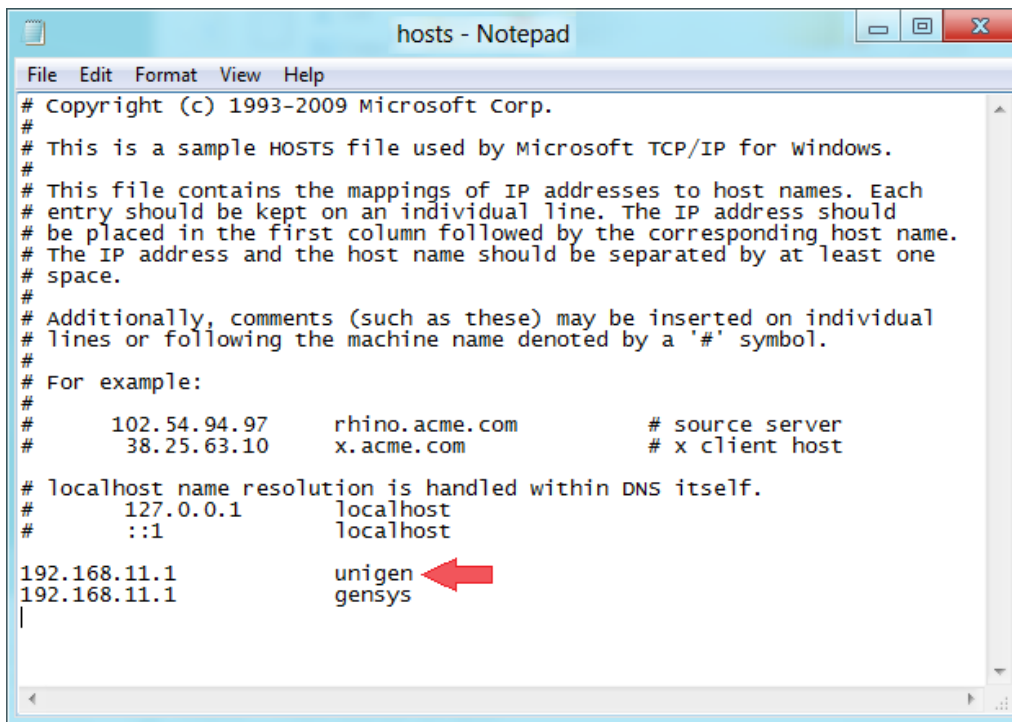 hosts - Notepad
File Edit Format View Help
# Copyright (c) 1993-2009 Microsoft Corp.
#
# This is a sample HOSTS file used by Microsoft TCP/IP for Windows.
#
# This file contains the mappings of IP addresses to host names. Each
# entry should be kept on an individual line. The IP address should
# be placed in the first column followed by the corresponding host name.
# The IP address and the host name should be separated by at least one
# space.
#
# Additionally, comments (such as these) may be inserted on individual
# lines or following the machine name denoted by a '#' symbol.
#
# For example:
#
#      102.54.94.97     rhino.acme.com          # source server
#       38.25.63.10     x.acme.com              # x client host

# localhost name resolution is handled within DNS itself.
#       127.0.0.1       localhost
#       ::1             localhost

192.168.11.1            unigen
192.168.11.1            gensys